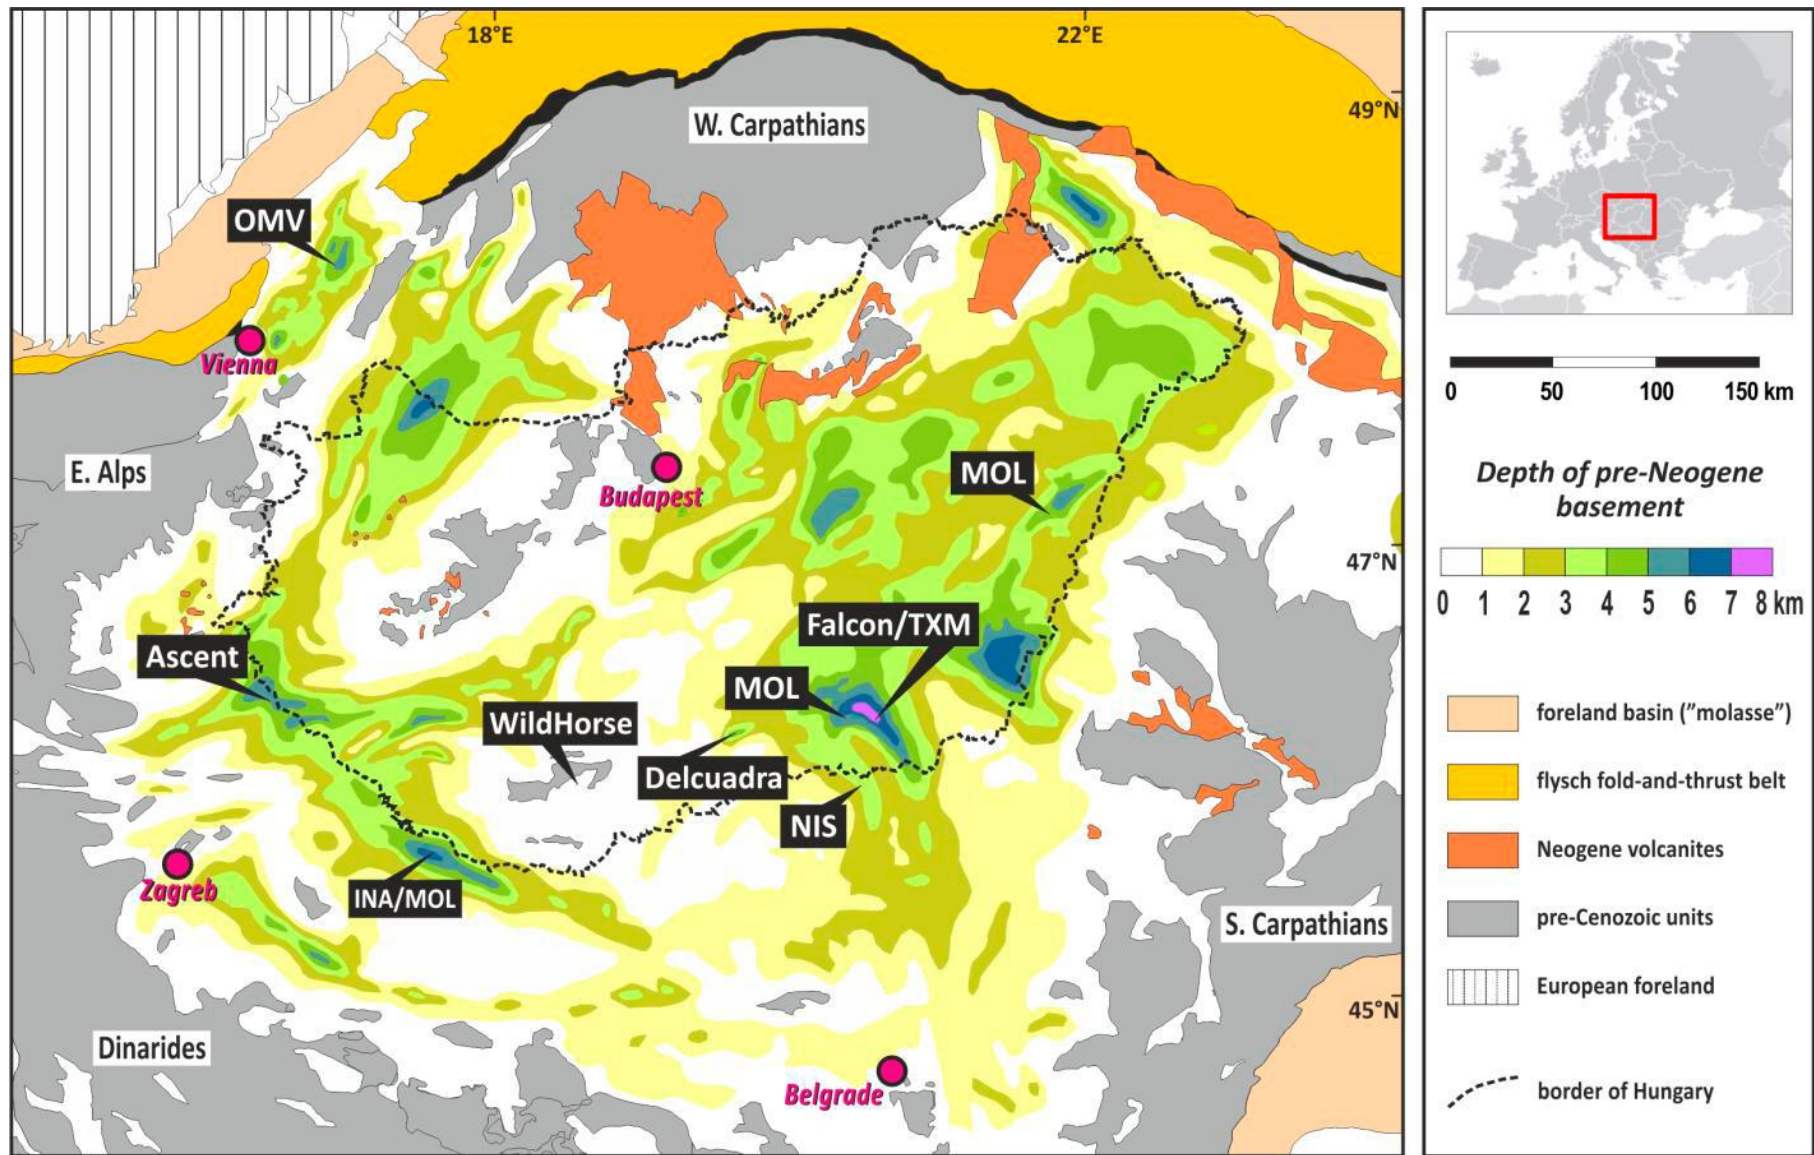 18°E
22°E
49°N
W. Carpathians
OMV
Vienna
E. Alps
MOL
Budapest
47°N
Falcon/TXM
Ascent
MOL
WildHorse
Delcuadra
NIS
Zagreb
INA/MOL
S. Carpathians
45°N
Dinarides
Belgrade
0 50 100 150 km
Depth of pre-Neogene
basement
0 1 2 3 4 5 6 7 8 km
foreland basin ("molasse")
flysch fold-and-thrust belt
Neogene volcanites
pre-Cenozoic units
European foreland
border of Hungary